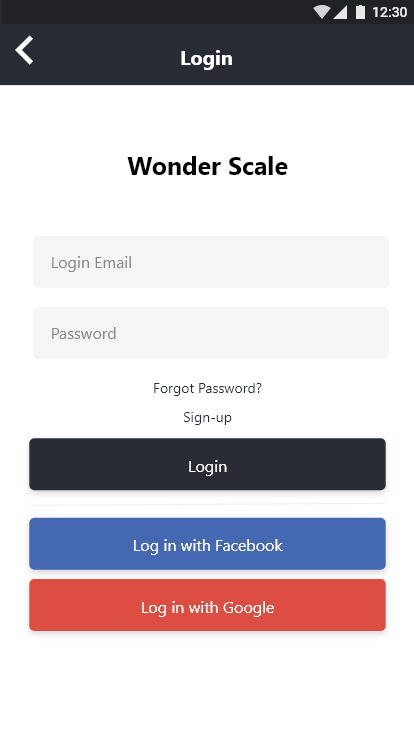 12:30
Login
Wonder Scale
Login Email
Password
Forgot Password?
Sign-up
Login
Log in with Facebook
Log in with Google